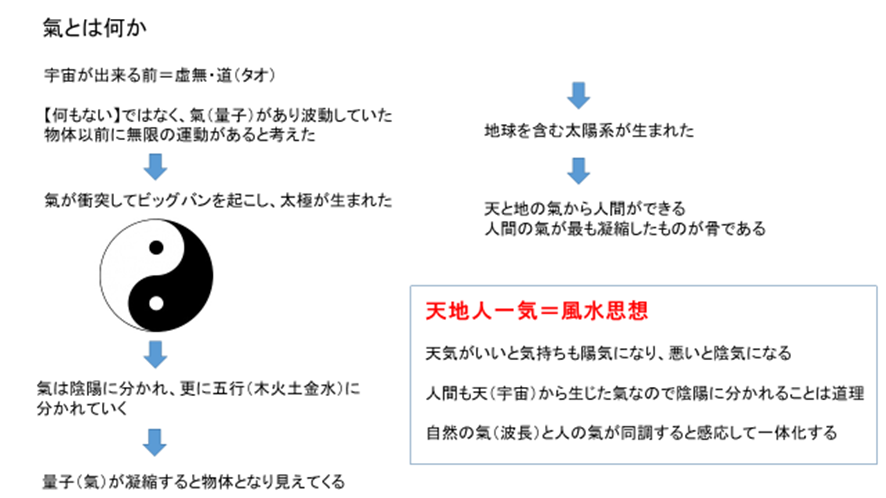 氣とは何か
宇宙が出来る前＝虚無・道（タオ）
【何もない】ではなく、氣（量子）があり波動していた
物体以前に無限の運動があると考えた
氣が衝突してビッグバンを起こし、太極が生まれた
氣は陰陽に分かれ、更に五行（木火土金水）に
分かれていく
量子（氣）が凝縮すると物体となり見えてくる
地球を含む太陽系が生まれた
天と地の氣から人間ができる
人間の氣が最も凝縮したものが骨である
天地人一気＝風水思想
天気がいいと気持ちも陽気になり、悪いと陰気になる
人間も天（宇宙）から生じた氣なので陰陽に分かれることは道理
自然の氣（波長）と人の氣が同調すると感応して一体化する